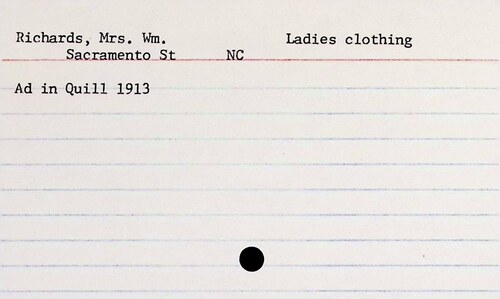 Richards, Mrs. Wm. Ladies clothing
Sacramento St NC
Ad in Quill 1913